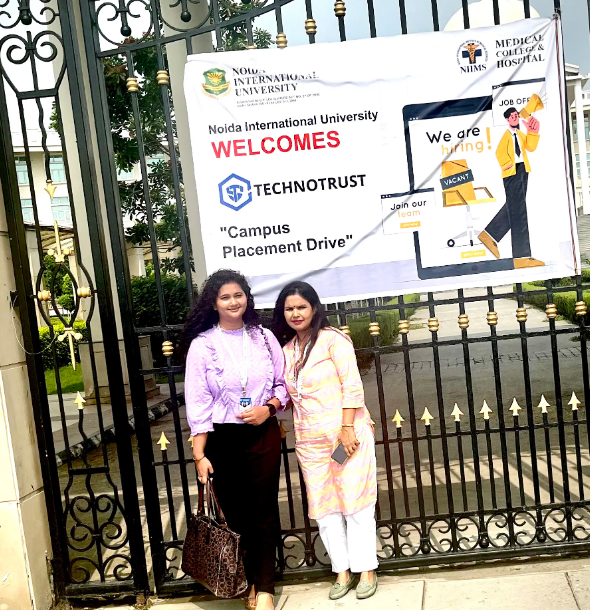 NOIDA
INTERNATIONAL
UNIVERSITY
NIIMS
MEDICAL
COLLEGE &
HOSPITAL
Noida International University
WELCOMES
TECHNOTRUST
"Campus
Placement Drive"
JOB OFFER
We are
hiring!
VACANT
Join our
team